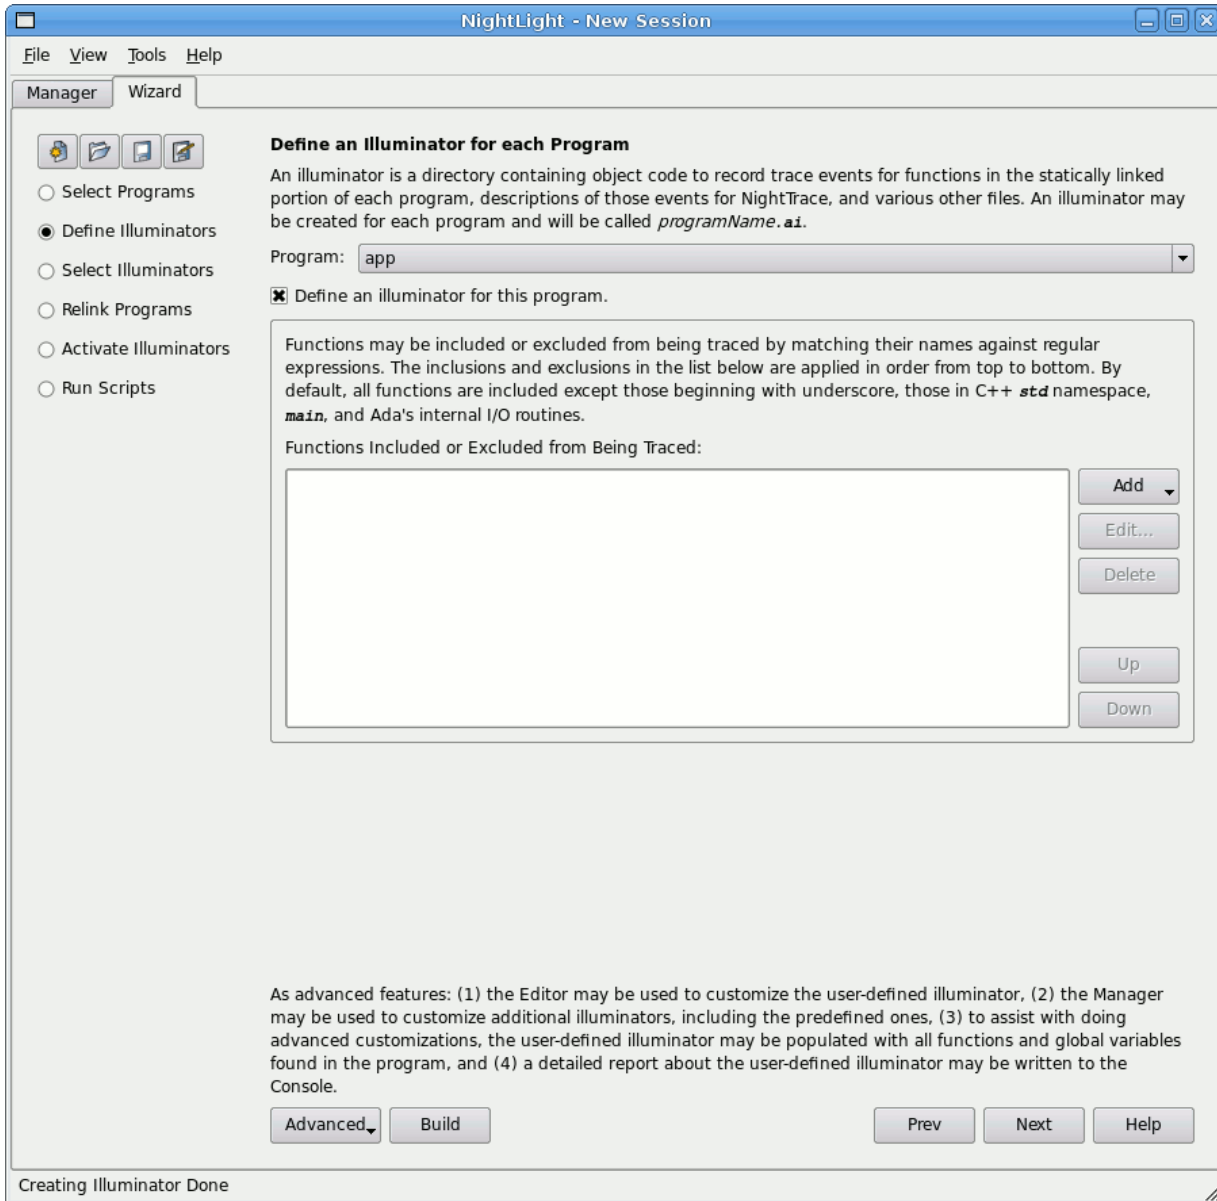 NightLight - New Session
File View Tools Help
Manager Wizard
Select Programs
Define Illuminators
Select Illuminators
Relink Programs
Activate Illuminators
Run Scripts
Define an Illuminator for each Program
An illuminator is a directory containing object code to record trace events for functions in the statically linked
portion of each program, descriptions of those events for NightTrace, and various other files. An illuminator may
be created for each program and will be called programName.ai.
Program: app
Define an illuminator for this program.
Functions may be included or excluded from being traced by matching their names against regular
expressions. The inclusions and exclusions in the list below are applied in order from top to bottom. By
default, all functions are included except those beginning with underscore, those in C++ std namespace,
main, and Ada's internal I/O routines.
Functions Included or Excluded from Being Traced:
Add
Edit...
Delete
Up
Down
As advanced features: (1) the Editor may be used to customize the user-defined illuminator, (2) the Manager
may be used to customize additional illuminators, including the predefined ones, (3) to assist with doing
advanced customizations, the user-defined illuminator may be populated with all functions and global variables
found in the program, and (4) a detailed report about the user-defined illuminator may be written to the
Console.
Advanced Build Prev Next Help
Creating Illuminator Done